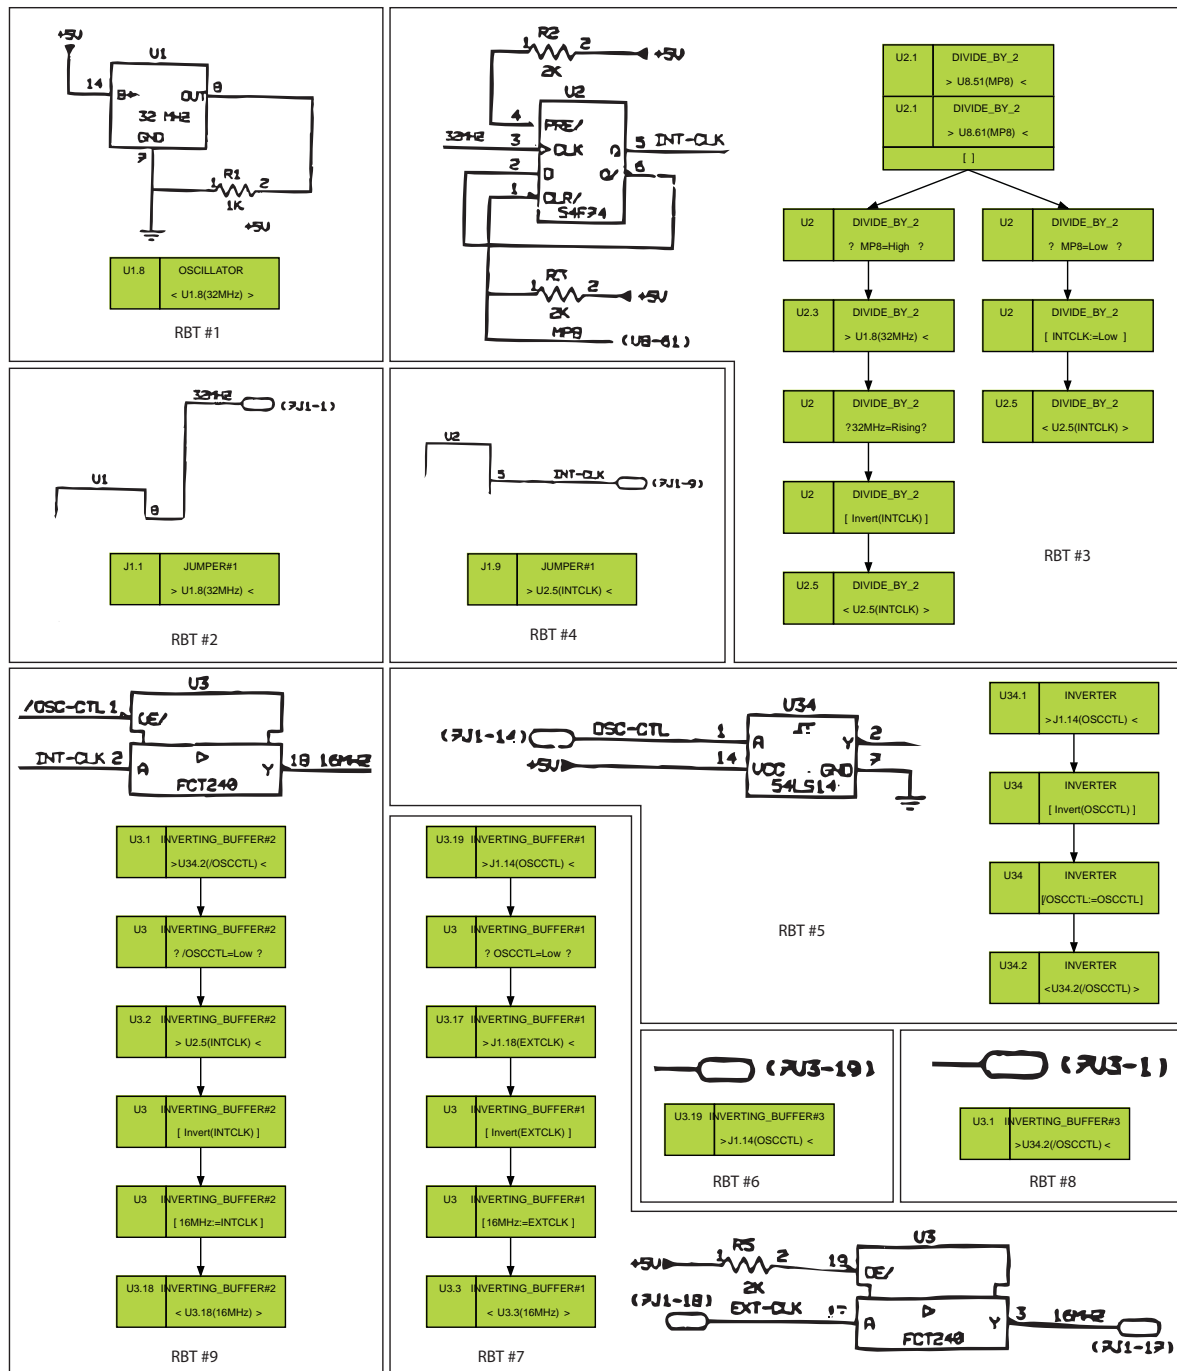 +5V
U1
14
B+
OUT
8
32 MHZ
GND
7
R1
1
2
1K
+5V
U1.8 OSCILLATOR
< U1.8(32MHz) >
RBT #1
R2
1
2
+5V
2K
U2
4
PRE/
32MHZ
3
CLK
Q
5
INT-CLK
2
D
Q/
6
1
CLR/
54F74
1
2
+5V
2K
MP8
(U8-61)
U2.1 DIVIDE_BY_2
> U8.51(MP8) <
U2.1 DIVIDE_BY_2
> U8.61(MP8) <
[ ]
U2 DIVIDE_BY_2
? MP8=High ?
U2 DIVIDE_BY_2
? MP8=Low ?
U2.3 DIVIDE_BY_2
> U1.8(32MHz) <
U2 DIVIDE_BY_2
[ INTCLK:=Low ]
U2 DIVIDE_BY_2
?32MHz=Rising?
U2.5 DIVIDE_BY_2
< U2.5(INTCLK) >
U2 DIVIDE_BY_2
[ Invert(INTCLK) ]
U2.5 DIVIDE_BY_2
< U2.5(INTCLK) >
RBT #3
32MHZ
(7J1-1)
U1
8
J1.1 JUMPER#1
> U1.8(32MHz) <
RBT #2
U2
5
INT-CLK
(7J1-9)
J1.9 JUMPER#1
> U2.5(INTCLK) <
RBT #4
U3
/OSC-CTL 1
OE/
INT-CLK 2
A
Y
18 16MHZ
FCT240
U3.1 INVERTING_BUFFER#2
>U34.2(/OSCCTL) <
U3 INVERTING_BUFFER#2
? /OSCCTL=Low ?
U3.2 INVERTING_BUFFER#2
> U2.5(INTCLK) <
U3 INVERTING_BUFFER#2
[ Invert(INTCLK) ]
U3 INVERTING_BUFFER#2
[ 16MHz:=INTCLK ]
U3.18 INVERTING_BUFFER#2
< U3.18(16MHz) >
RBT #9
U34
(7J1-14)
OSC-CTL
1
A
Y
2
+5V
14
VCC
GND
7
54LS14
U34.1 INVERTER
>J1.14(OSCCTL) <
U34 INVERTER
[ Invert(OSCCTL) ]
U34 INVERTER
[/OSCCTL:=OSCCTL]
U34.2 INVERTER
<U34.2(/OSCCTL) >
RBT #5
U3.19 INVERTING_BUFFER#1
>J1.14(OSCCTL) <
U3 INVERTING_BUFFER#1
? OSCCTL=Low ?
U3.17 INVERTING_BUFFER#1
>J1.18(EXTCLK) <
U3 INVERTING_BUFFER#1
[ Invert(EXTCLK) ]
U3 INVERTING_BUFFER#1
[16MHz:=EXTCLK ]
U3.3 INVERTING_BUFFER#1
< U3.3(16MHz) >
RBT #7
(7U3-19)
U3.19 INVERTING_BUFFER#3
>J1.14(OSCCTL) <
RBT #6
(7U3-1)
U3.1 INVERTING_BUFFER#3
>U34.2(/OSCCTL) <
RBT #8
U3
+5V
R5
1
2
2K
19
OE/
(7J1-18)
EXT-CLK
17
A
Y
3
16MHZ
FCT240
(7J1-17)